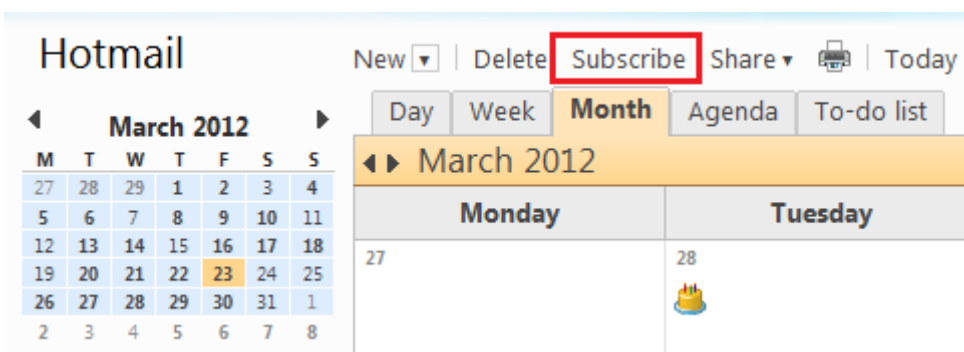 Hotmail
New Delete Subscribe Share Today
Day Week Month Agenda To-do list
March 2012
M T W T F S S
27 28 29 1 2 3 4
5 6 7 8 9 10 11
12 13 14 15 16 17 18
19 20 21 22 23 24 25
26 27 28 29 30 31 1
2 3 4 5 6 7 8
March 2012
Monday Tuesday
27 28